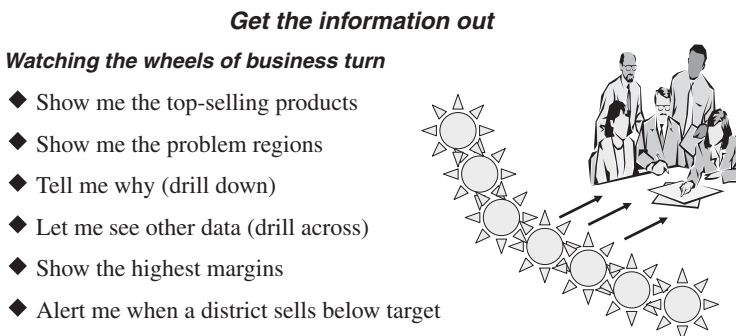 Get the information out
Watching the wheels of business turn
◆ Show me the top-selling products
◆ Show me the problem regions
◆ Tell me why (drill down)
◆ Let me see other data (drill across)
◆ Show the highest margins
◆ Alert me when a district sells below target